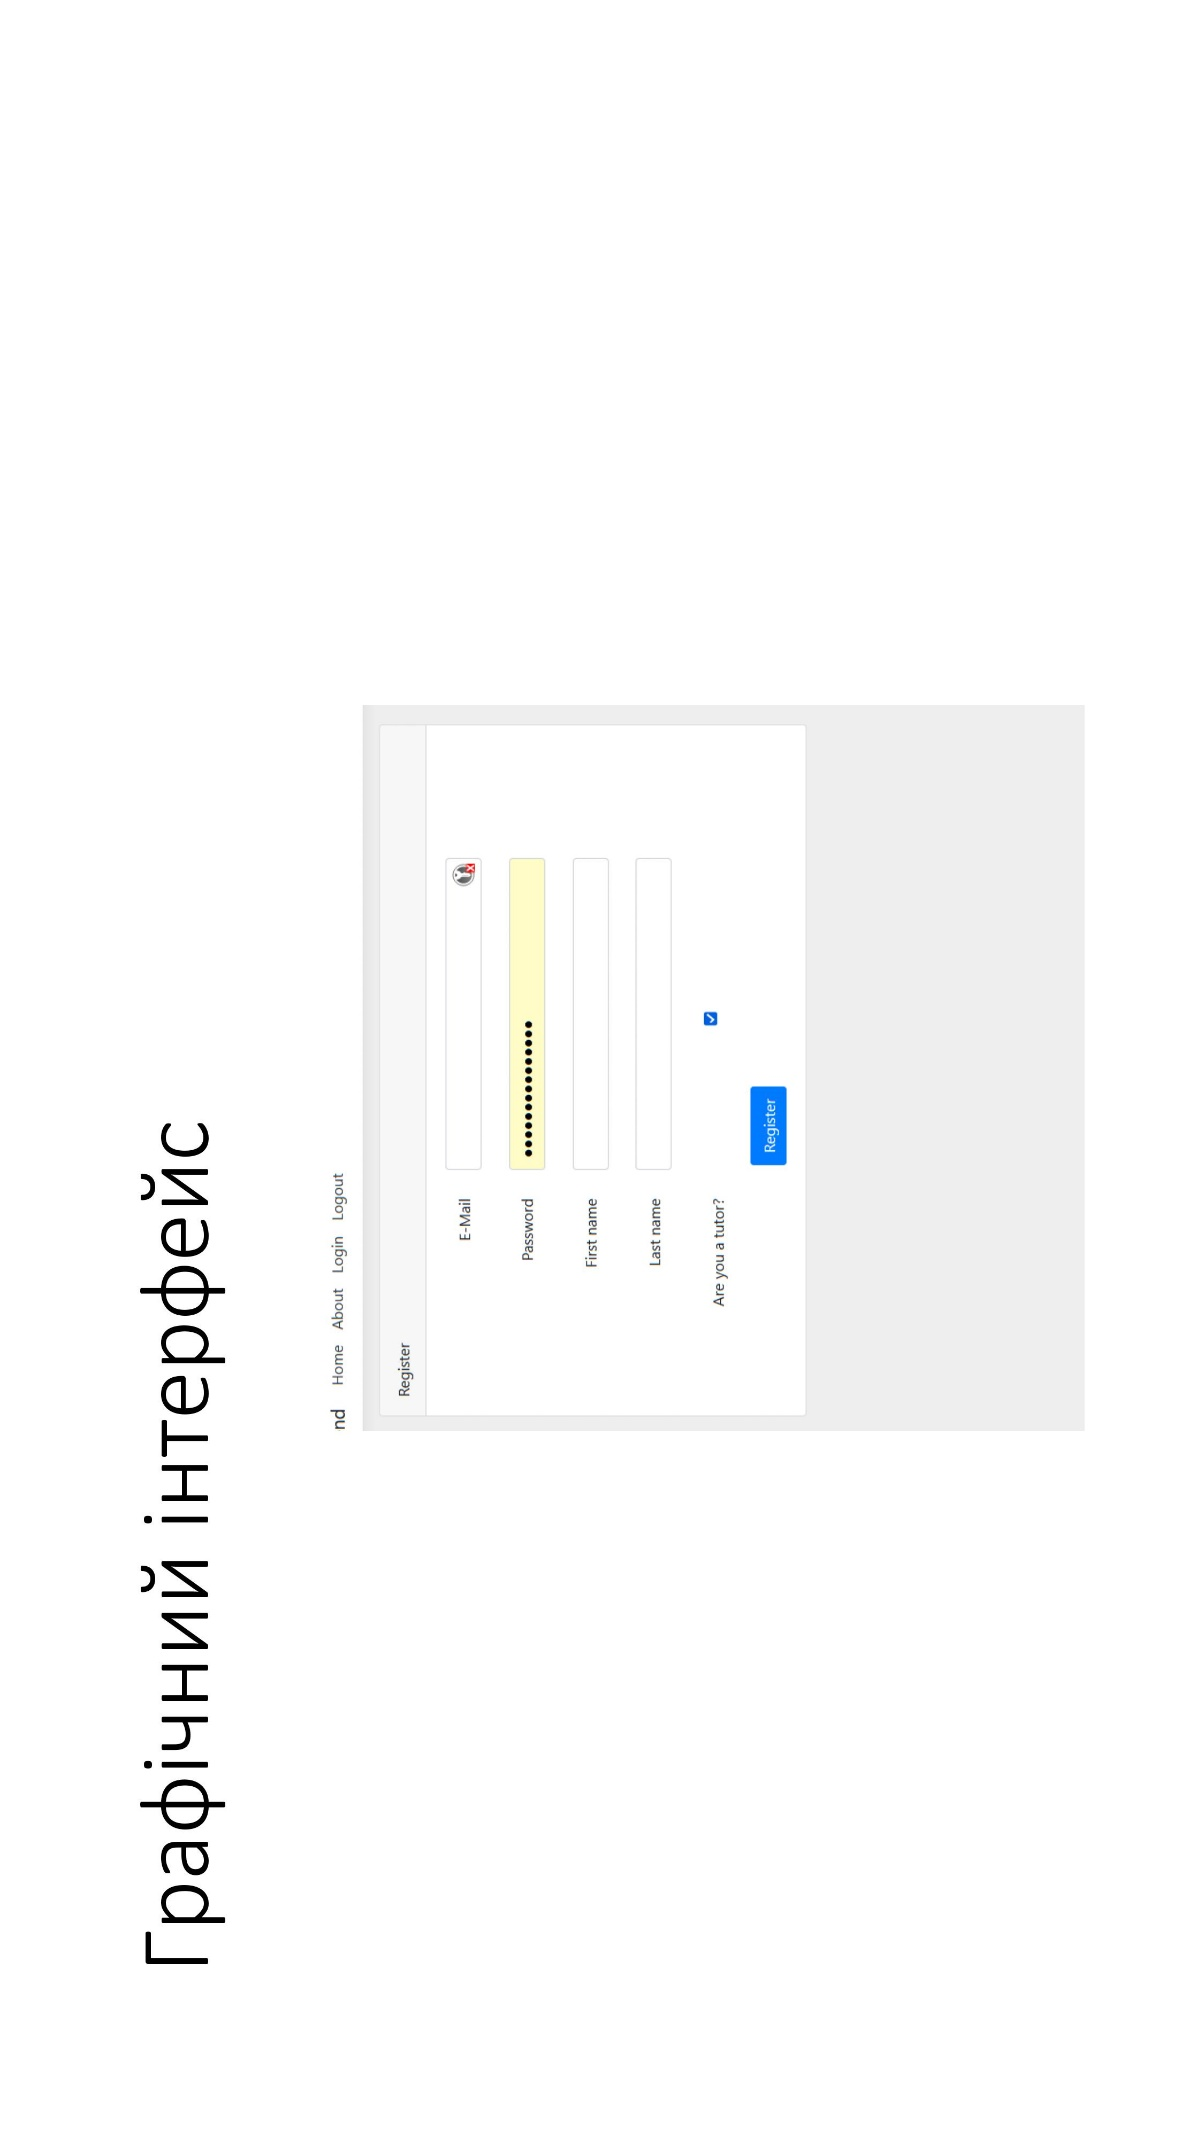 Графічний інтерфейс
nd Home About Login Logout
Register
E-Mail
Password ••••••••••••••••
First name
Last name
Are you a tutor?
Register